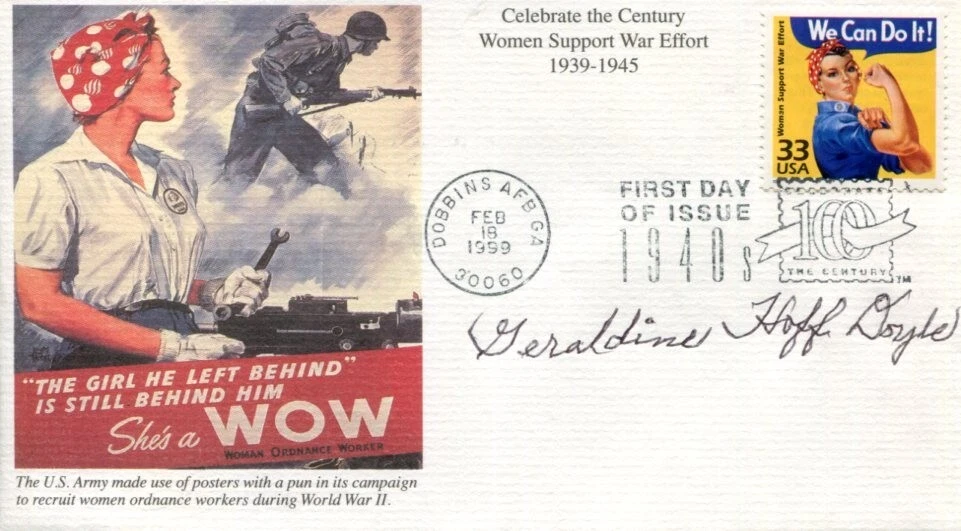 Celebrate the Century
Women Support War Effort
1939-1945
We Can Do It!
Women Support War Effort
33
USA
DOBBINS AFB GA
FEB
18
1999
30060
FIRST DAY
OF ISSUE
1940s
CELEBRATE
100
THE CENTURY
TM
Geraldine Hoff Doyle
"THE GIRL HE LEFT BEHIND"
IS STILL BEHIND HIM
She's a WOW
WOMAN ORDNANCE WORKER
The U.S. Army made use of posters with a pun in its campaign
to recruit women ordnance workers during World War II.